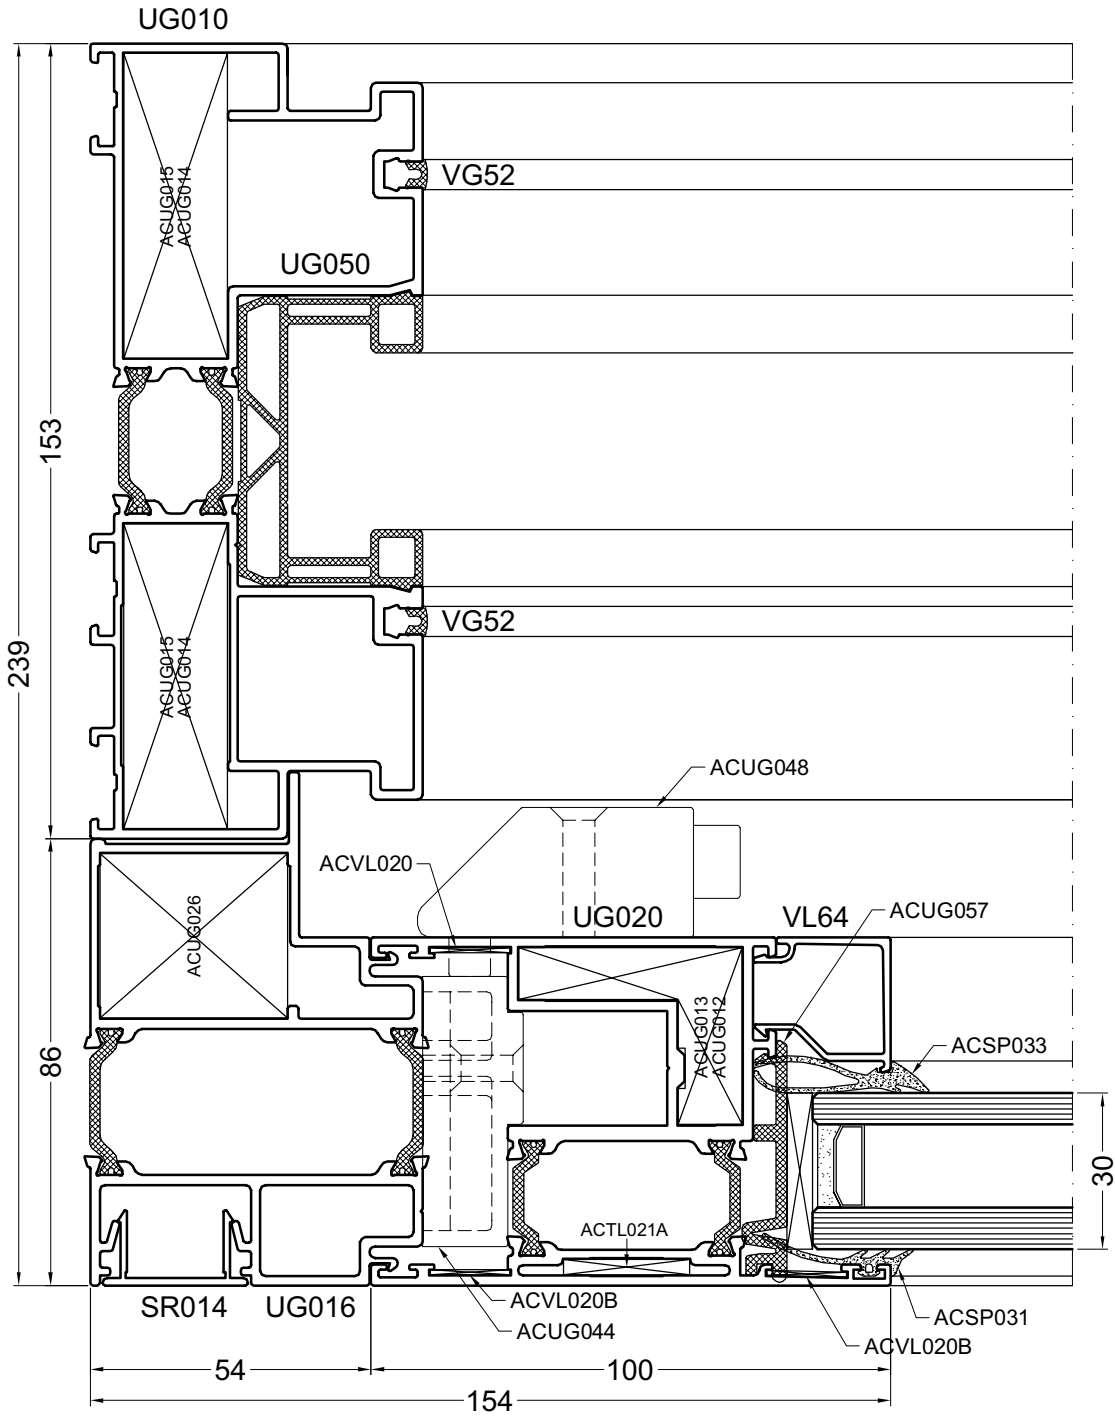 UG010
VG52
ACUG015
ACUG014
UG050
153
239
VG52
ACUG015
ACUG014
ACUG048
ACVL020
UG020
VL64
ACUG057
ACUG026
ACUG013
ACUG012
ACSP033
86
30
ACTL021A
SR014
UG016
ACVL020B
ACUG044
ACSP031
ACVL020B
54
100
154